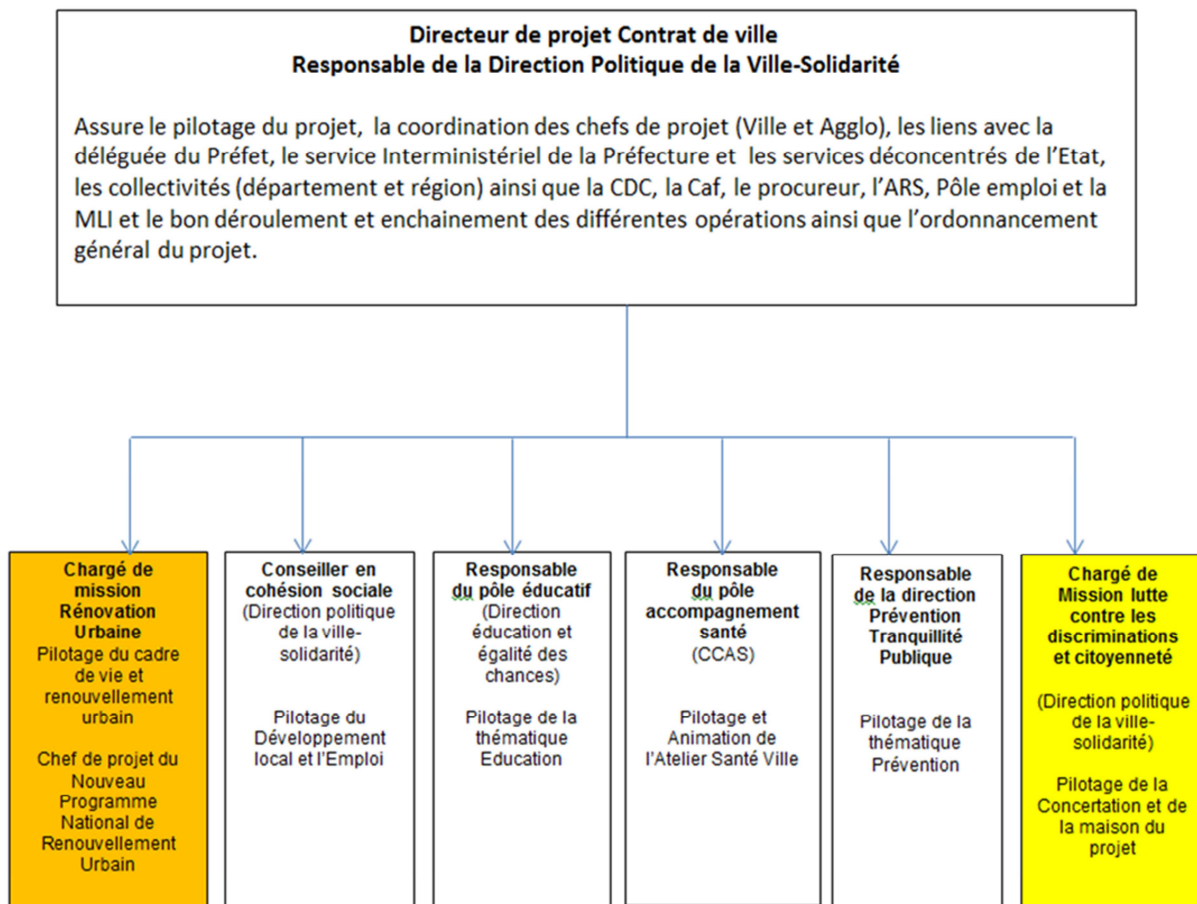 Directeur de projet Contrat de ville
Responsable de la Direction Politique de la Ville-Solidarité
Assure le pilotage du projet, la coordination des chefs de projet (Ville et Agglo), les liens avec la
déléguée du Préfet, le service Interministériel de la Préfecture et les services déconcentrés de l'Etat,
les collectivités (département et région) ainsi que la CDC, la Caf, le procureur, l'ARS, Pôle emploi et la
MLI et le bon déroulement et enchainement des différentes opérations ainsi que l'ordonnancement
général du projet.
Chargé de
mission
Rénovation
Urbaine
Pilotage du cadre
de vie et
renouvellement
urbain
Chef de projet du
Nouveau
Programme
National de
Renouvellement
Urbain
Conseiller en
cohésion sociale
(Direction politique
de la ville-
solidarité)
Pilotage du
Développement
local et l'Emploi
Responsable
du pôle éducatif
(Direction
éducation et
égalité des
chances)
Pilotage de la
thématique
Education
Responsable
du pôle
accompagnement
santé
(CCAS)
Pilotage et
Animation de
l'Atelier Santé Ville
Responsable
de la direction
Prévention
Tranquillité
Publique
Pilotage de la
thématique
Prévention
Chargé de
Mission lutte
contre les
discriminations
et citoyenneté
(Direction politique
de la ville-
solidarité)
Pilotage de la
Concertation et de
la maison du
projet